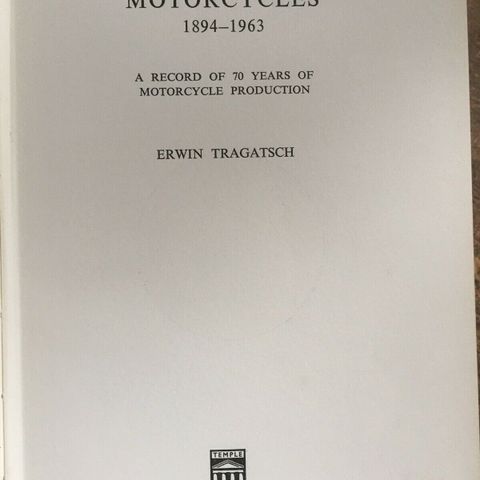 MOTORCYCLES
1894–1963
A RECORD OF 70 YEARS OF
MOTORCYCLE PRODUCTION
ERWIN TRAGATSCH
TEMPLE